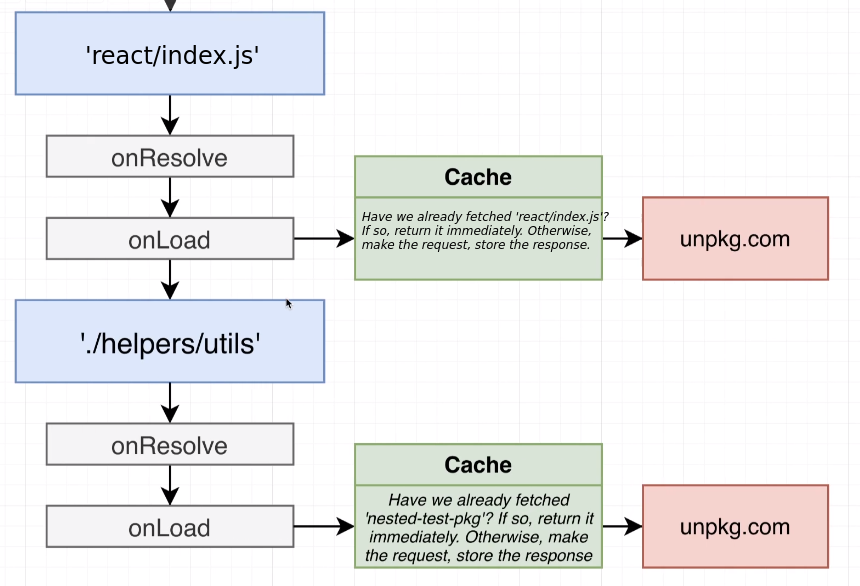 'react/index.js'
onResolve
onLoad
Cache
Have we already fetched 'react/index.js'?
If so, return it immediately. Otherwise,
make the request, store the response.
unpkg.com
'./helpers/utils'
onResolve
onLoad
Cache
Have we already fetched
'nested-test-pkg'? If so, return it
immediately. Otherwise, make
the request, store the response
unpkg.com